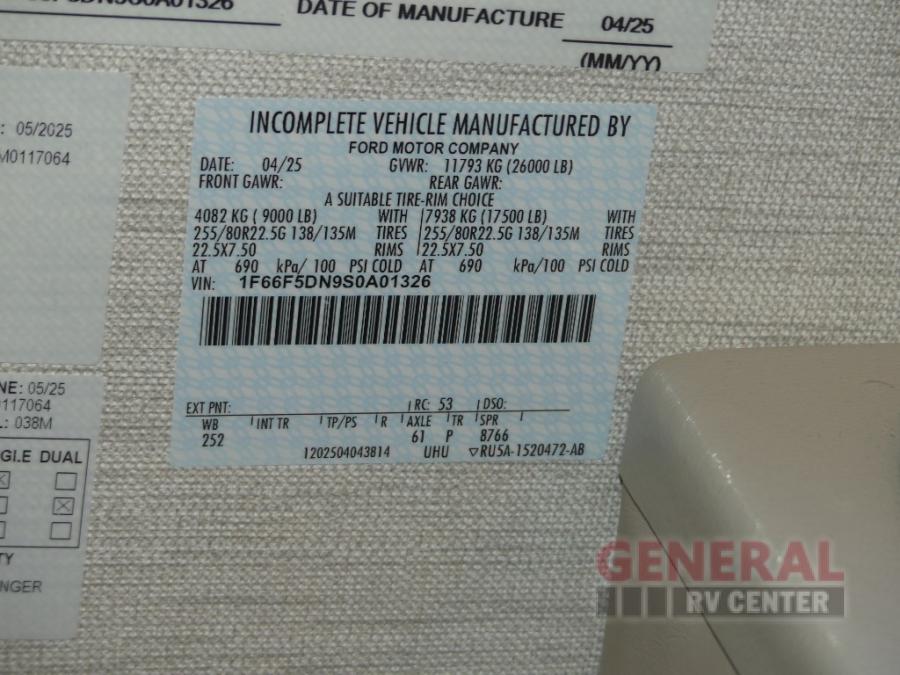 DATE OF MANUFACTURE 04/25
(MM/YY)
: 05/2025
M0117064
INCOMPLETE VEHICLE MANUFACTURED BY
FORD MOTOR COMPANY
DATE: 04/25 GVWR: 11793 KG (26000 LB)
FRONT GAWR: REAR GAWR:
A SUITABLE TIRE-RIM CHOICE
4082 KG ( 9000 LB) WITH 7938 KG (17500 LB) WITH
255/80R22.5G 138/135M TIRES 255/80R22.5G 138/135M TIRES
22.5X7.50 RIMS 22.5X7.50 RIMS
AT 690 kPa/ 100 PSI COLD AT 690 kPa/100 PSI COLD
VIN: 1F66F5DN9S0A01326
EXT PNT: RC: 53 DSO:
WB INT TR TP/PS R AXLE TR SPR
252 61 P 8766
1202504043814 UHU ▽RU5A-1520472-AB
NE: 05/25
0117064
L: 038M
GLE DUAL
TY
NGER
GENERAL
RV CENTER